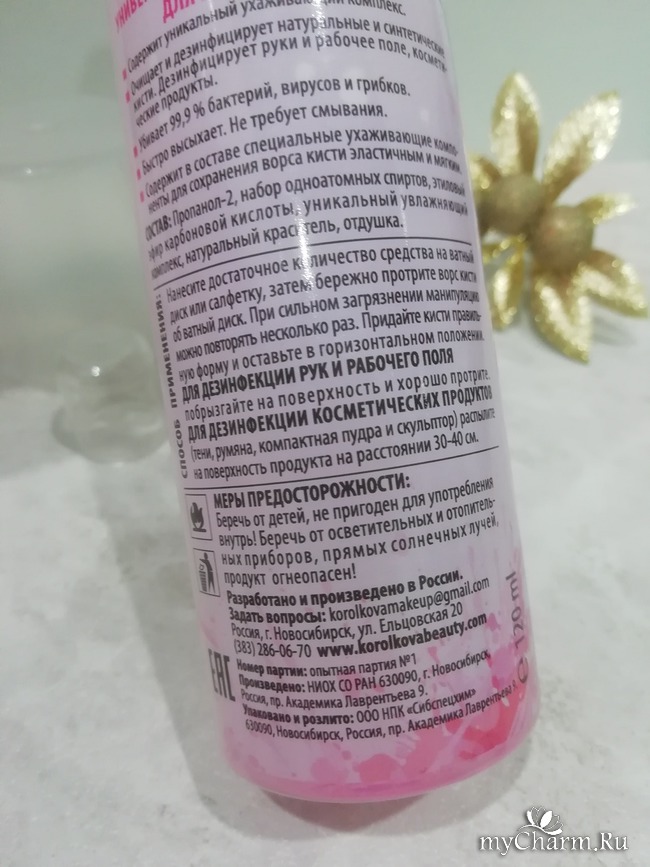 ДЛЯ
Содержит уникальный ухаживающий комплекс.
Очищает и дезинфицирует натуральные и синтетические
кисти. Дезинфицирует руки и рабочее поле, космети-
ческие продукты.
Убивает 99,9 % бактерий, вирусов и грибков.
Быстро высыхает. Не требует смывания.
Содержит в составе специальные ухаживающие компо-
ненты для сохранения ворса кисти эластичным и мягким.
СОСТАВ: Пропанол-2, набор одноатомных спиртов, этиловый
эфир карбоновой кислоты, уникальный увлажняющий
комплекс, натуральный краситель, отдушка.
СПОСОБ ПРИМЕНЕНИЯ:
Нанесите достаточное количество средства на ватный
диск или салфетку, затем бережно протрите ворс кисти
об ватный диск. При сильном загрязнении манипуляцию
можно повторять несколько раз. Придайте кисти правиль-
ную форму и оставьте в горизонтальном положении.
ДЛЯ ДЕЗИНФЕКЦИИ РУК И РАБОЧЕГО ПОЛЯ
побрызгайте на поверхность и хорошо протрите.
ДЛЯ ДЕЗИНФЕКЦИИ КОСМЕТИЧЕСКИХ ПРОДУКТОВ
(тени, румяна, компактная пудра и скульптор) распылите
на поверхность продукта на расстоянии 30-40 см.
МЕРЫ ПРЕДОСТОРОЖНОСТИ:
Беречь от детей, не пригоден для употребления
внутрь! Беречь от осветительных и отопитель-
ных приборов, прямых солнечных лучей,
продукт огнеопасен!
Разработано и произведено в России.
Задать вопросы: korolkovamakeup@gmail.com
Россия, г. Новосибирск, ул. Ельцовская 20
(383) 286-06-70 www.korolkovabeauty.com
EAC
Номер партии: опытная партия №1
Произведено: НИОХ СО РАН 630090, г. Новосибирск,
Россия, пр. Академика Лаврентьева 9.
Упаковано и розлито: ООО НПК «Сибспецхим»
630090, Новосибирск, Россия, пр. Академика Лаврентьева
℮ 120 ml
myCharm.Ru